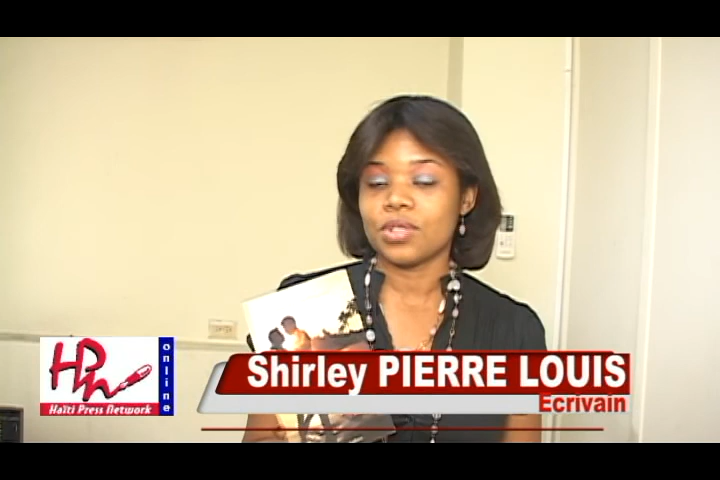 HPN
online
Haïti Press Network
Shirley PIERRE LOUIS
Ecrivain